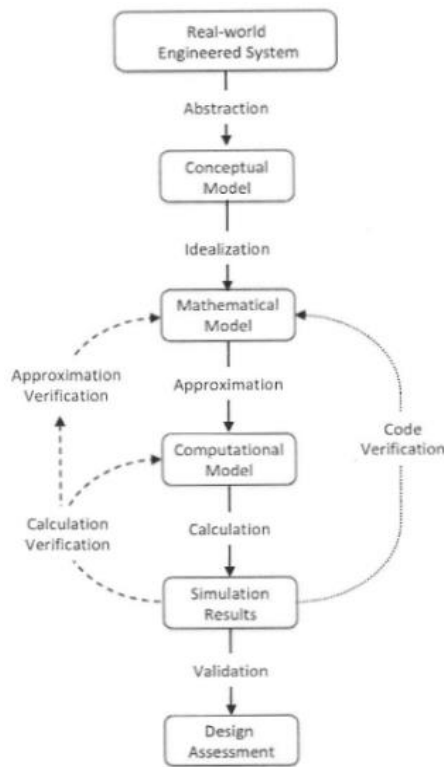 Real-world
Engineered System
Abstraction
Conceptual
Model
Idealization
Mathematical
Model
Approximation
Verification
Approximation
Code
Verification
Computational
Model
Calculation
Verification
Calculation
Simulation
Results
Validation
Design
Assessment